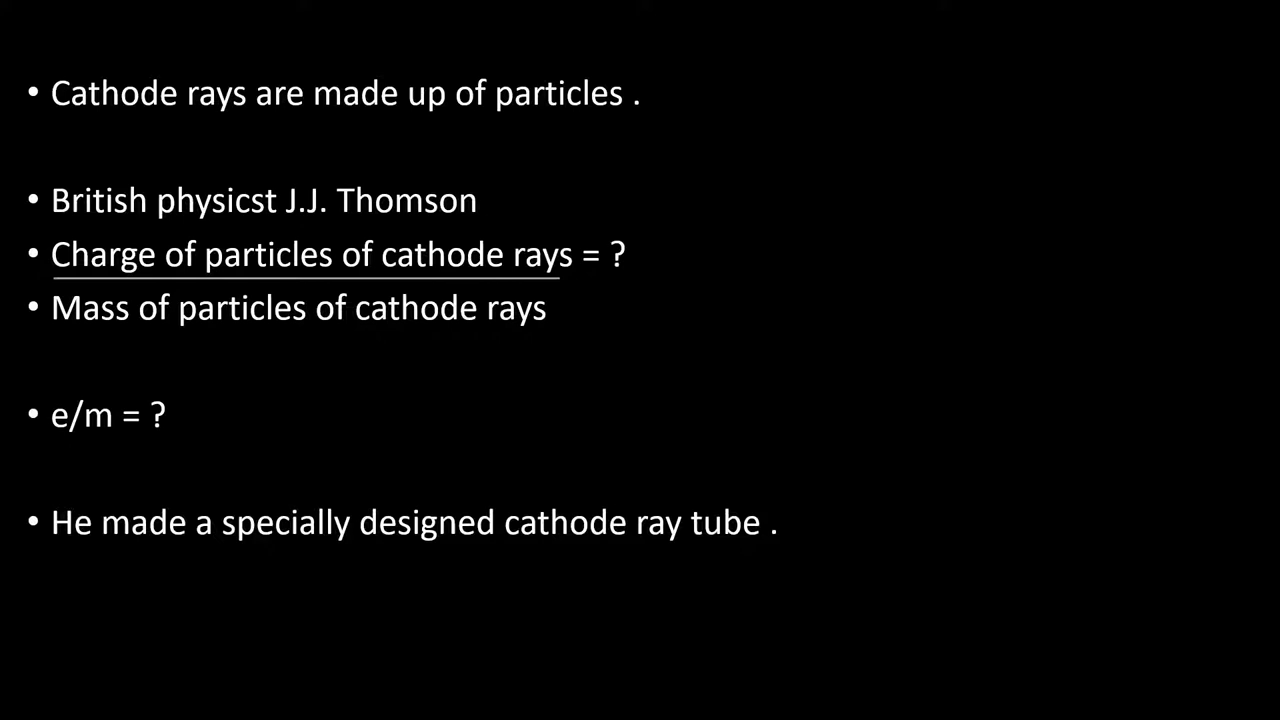 • Cathode rays are made up of particles .
• British physicst J.J. Thomson
• Charge of particles of cathode rays = ?
• Mass of particles of cathode rays
• e/m = ?
• He made a specially designed cathode ray tube .